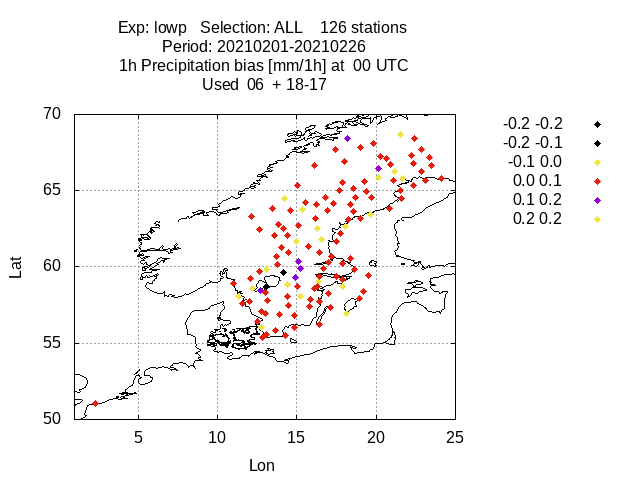 Exp: lowp   Selection: ALL    126 stations
Period: 20210201-20210226
1h Precipitation bias [mm/1h] at  00 UTC
Used  06  + 18-17
70
65
60
55
50
Lat
5
10
15
20
25
Lon
-0.2 -0.2
-0.2 -0.1
-0.1 0.0
0.0 0.1
0.1 0.2
0.2 0.2